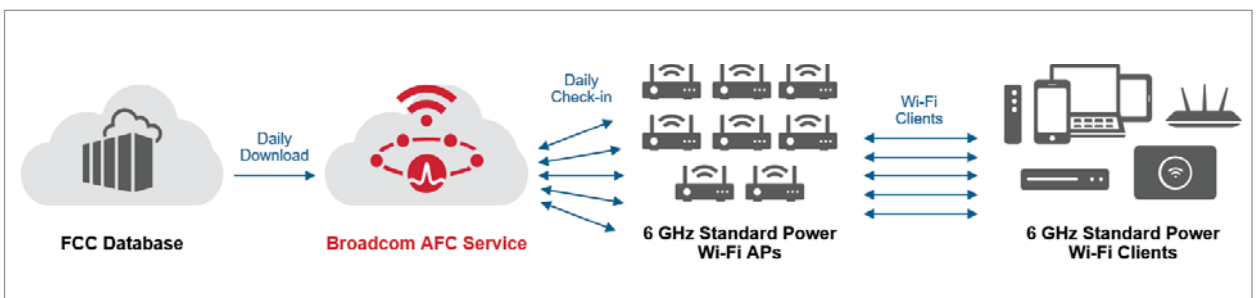 Daily
Download
Daily
Check-in
Wi-Fi
Clients
FCC Database
Broadcom AFC Service
6 GHz Standard Power
Wi-Fi APs
6 GHz Standard Power
Wi-Fi Clients